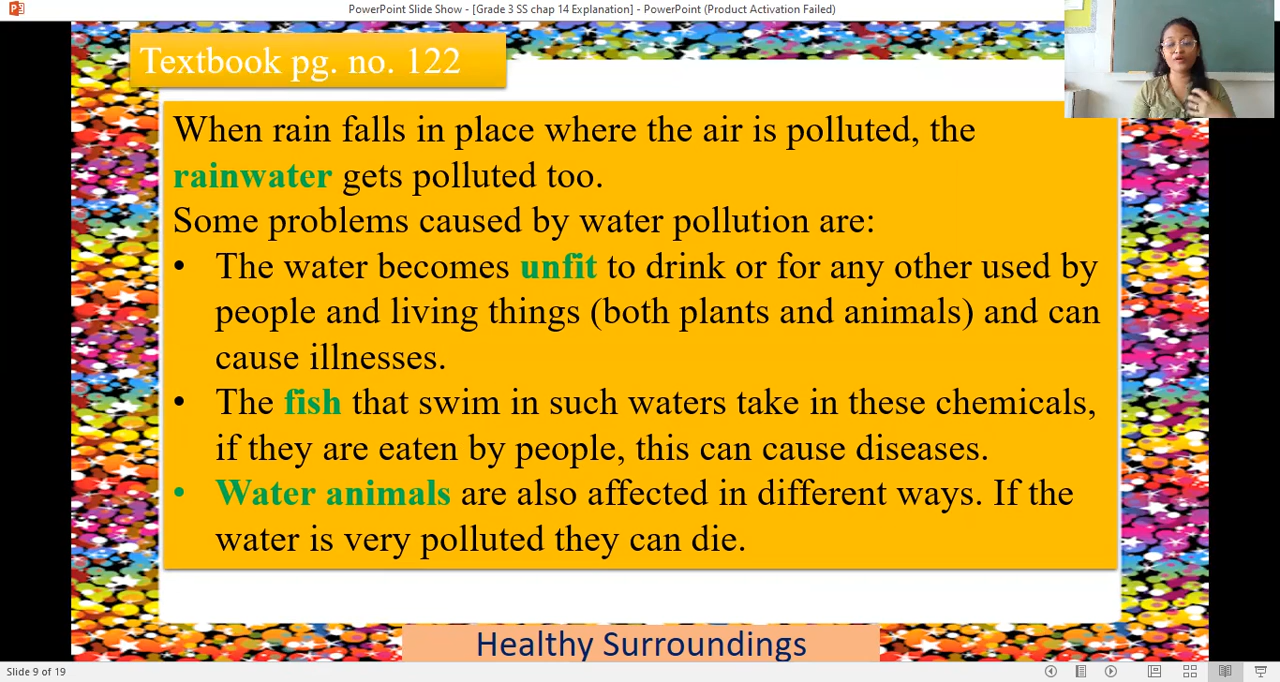 PowerPoint Slide Show - [Grade 3 SS chap 14 Explanation] - PowerPoint (Product Activation Failed)
Textbook pg. no. 122
When rain falls in place where the air is polluted, the
rainwater gets polluted too.
Some problems caused by water pollution are:
• The water becomes unfit to drink or for any other used by
people and living things (both plants and animals) and can
cause illnesses.
• The fish that swim in such waters take in these chemicals,
if they are eaten by people, this can cause diseases.
• Water animals are also affected in different ways. If the
water is very polluted they can die.
Healthy Surroundings
Slide 9 of 19